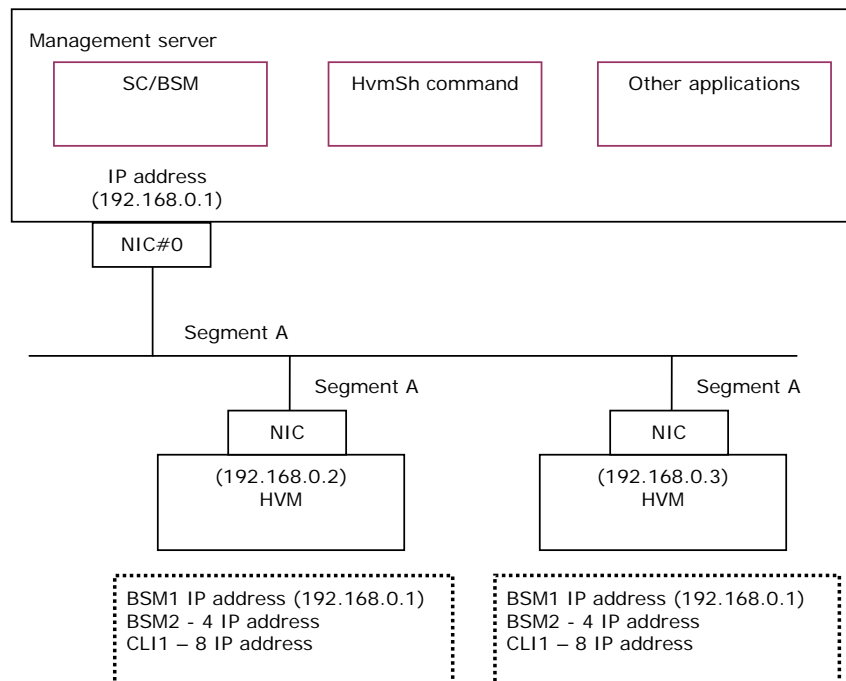 Management server
SC/BSM
HvmSh command
Other applications
IP address
(192.168.0.1)
NIC#0
Segment A
Segment A
Segment A
NIC
NIC
(192.168.0.2)
HVM
(192.168.0.3)
HVM
BSM1 IP address (192.168.0.1)
BSM2 - 4 IP address
CLI1 – 8 IP address
BSM1 IP address (192.168.0.1)
BSM2 - 4 IP address
CLI1 – 8 IP address